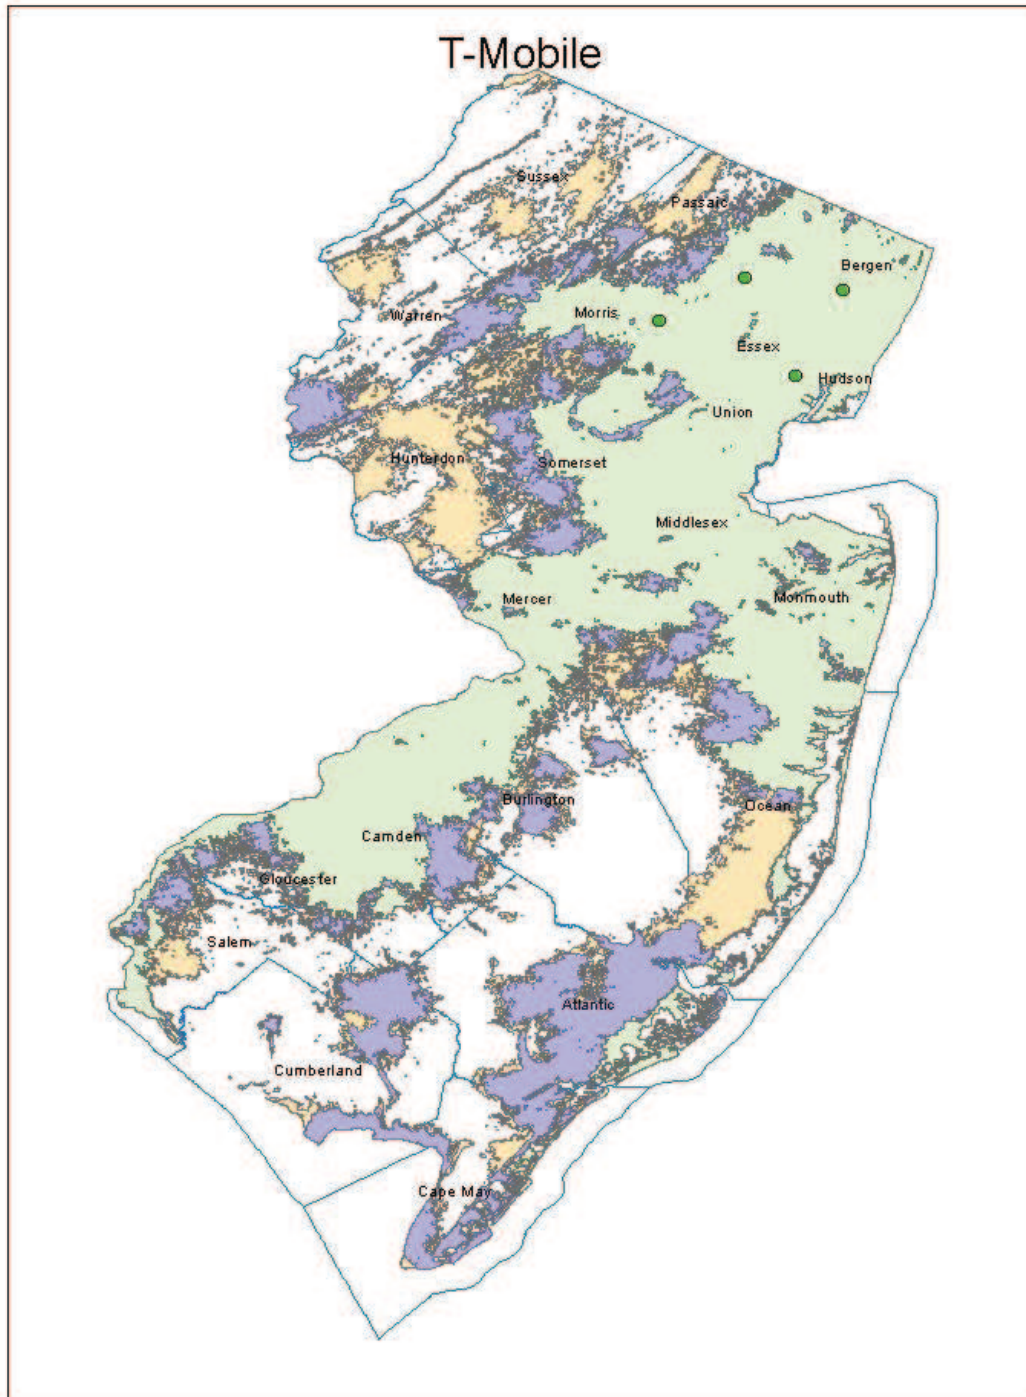 T-Mobile
Sussex
Passaic
Bergen
Warren
Morris
Essex
Hudson
Union
Hunterdon
Somerset
Middlesex
Mercer
Monmouth
Burlington
Ocean
Camden
Gloucester
Salem
Atlantic
Cumberland
Cape May